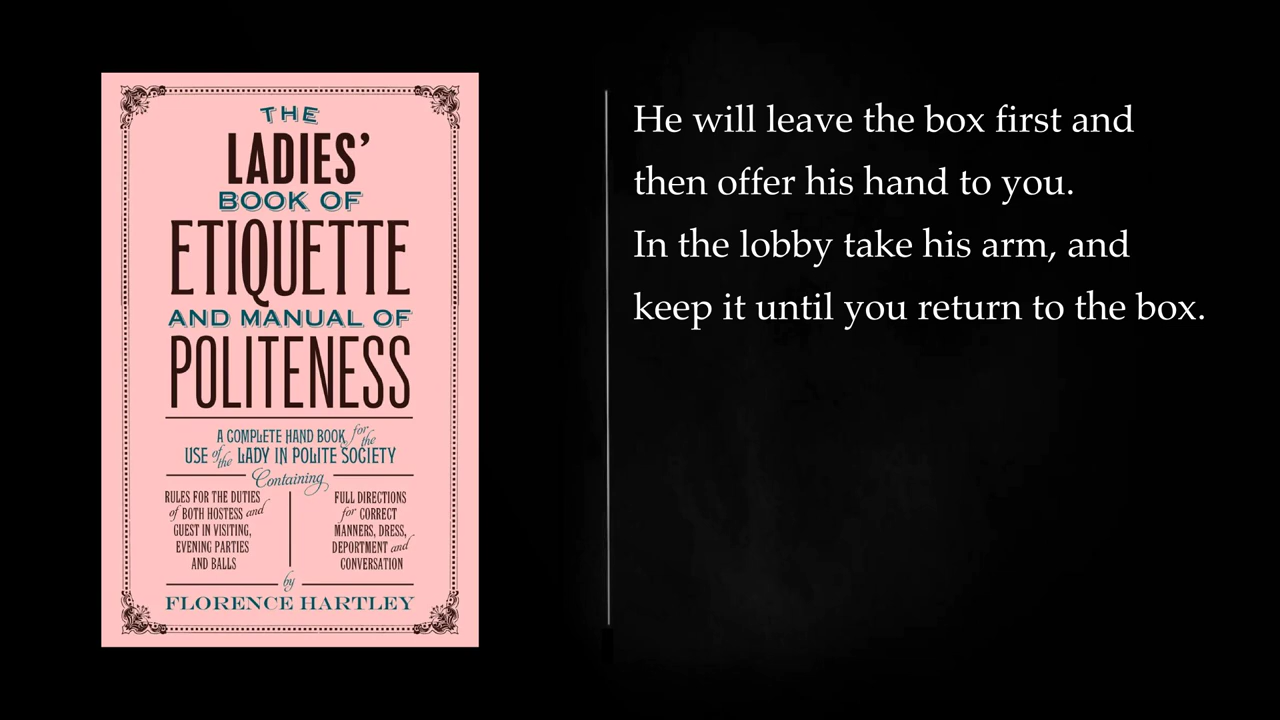 THE
LADIES'
BOOK OF
ETIQUETTE
AND MANUAL OF
POLITENESS
A COMPLETE HAND BOOK for the
USE of the LADY IN POLITE SOCIETY
Containing
RULES FOR THE DUTIES
of BOTH HOSTESS and
GUEST IN VISITING,
EVENING PARTIES
AND BALLS
FULL DIRECTIONS
for CORRECT
MANNERS, DRESS,
DEPORTMENT and
CONVERSATION
by
FLORENCE HARTLEY
He will leave the box first and
then offer his hand to you.
In the lobby take his arm, and
keep it until you return to the box.